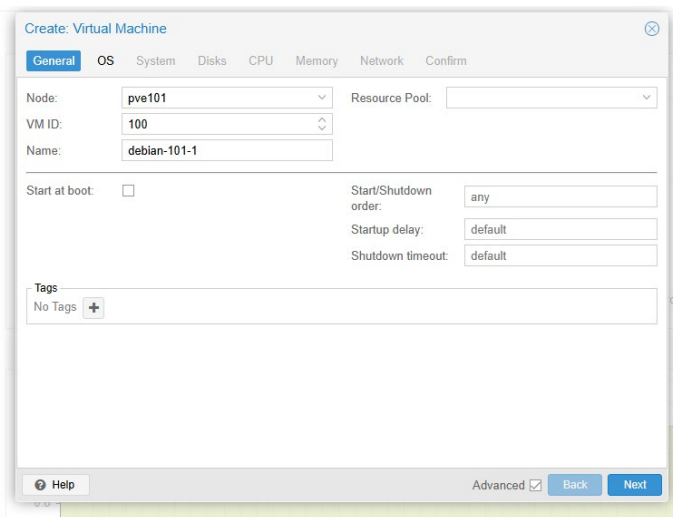 Create: Virtual Machine
General OS System Disks CPU Memory Network Confirm
Node: pve101 Resource Pool:
VM ID: 100
Name: debian-101-1
Start at boot: Start/Shutdown order: any
Startup delay: default
Shutdown timeout: default
Tags
No Tags
Help Advanced Back Next